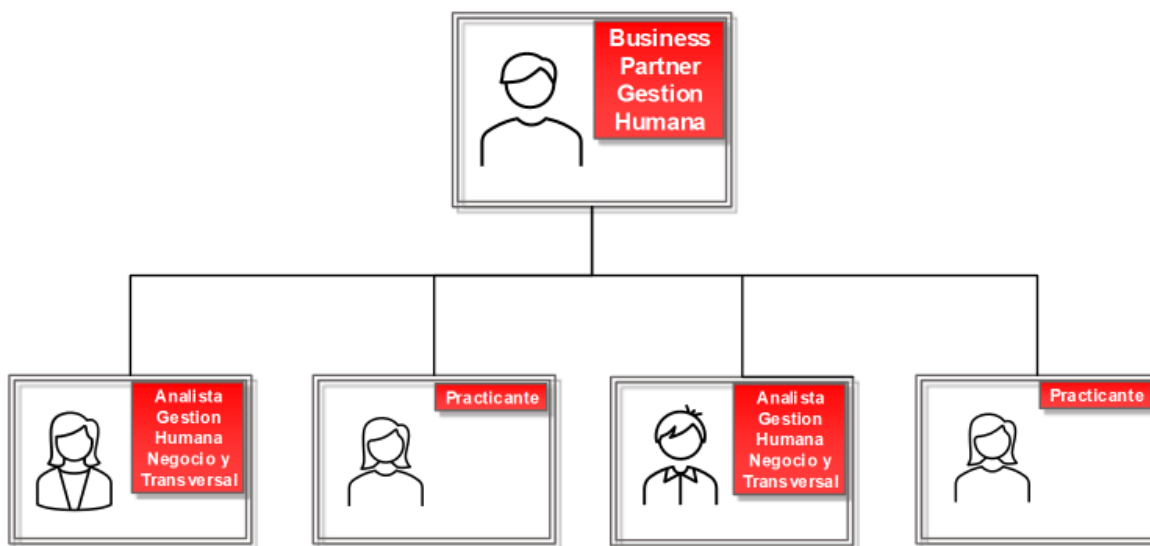 Business
Partner
Gestion
Humana
Analista
Gestion
Humana
Negocio y
Transversal
Practicante
Analista
Gestion
Humana
Negocio y
Transversal
Practicante